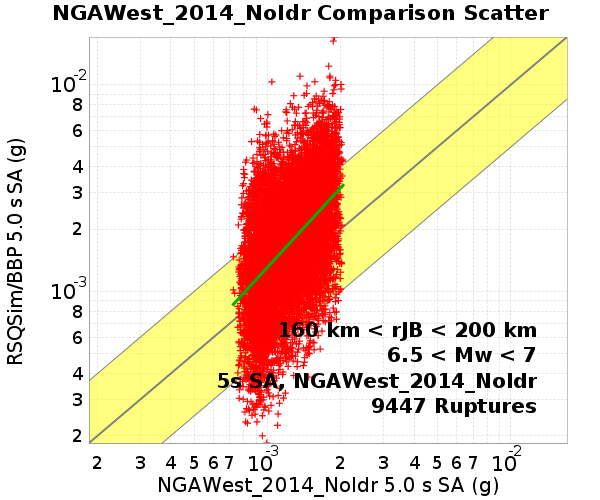 NGAWest_2014_NoIdr Comparison Scatter
RSQSim/BBP 5.0 s SA (g)
10-2
8
6
4
3
2
10-3
8
6
4
3
2
160 km < rJB < 200 km
6.5 < Mw < 7
5s SA, NGAWest_2014_NoIdr
9447 Ruptures
2 3 4 5 6 7 10-3 2 3 4 5 6 7 10-2
NGAWest_2014_NoIdr 5.0 s SA (g)